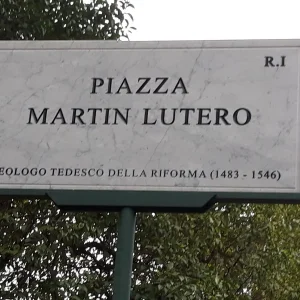 R.I
PIAZZA
MARTIN LUTERO
EOLOGO TEDESCO DELLA RIFORMA (1483 - 1546)